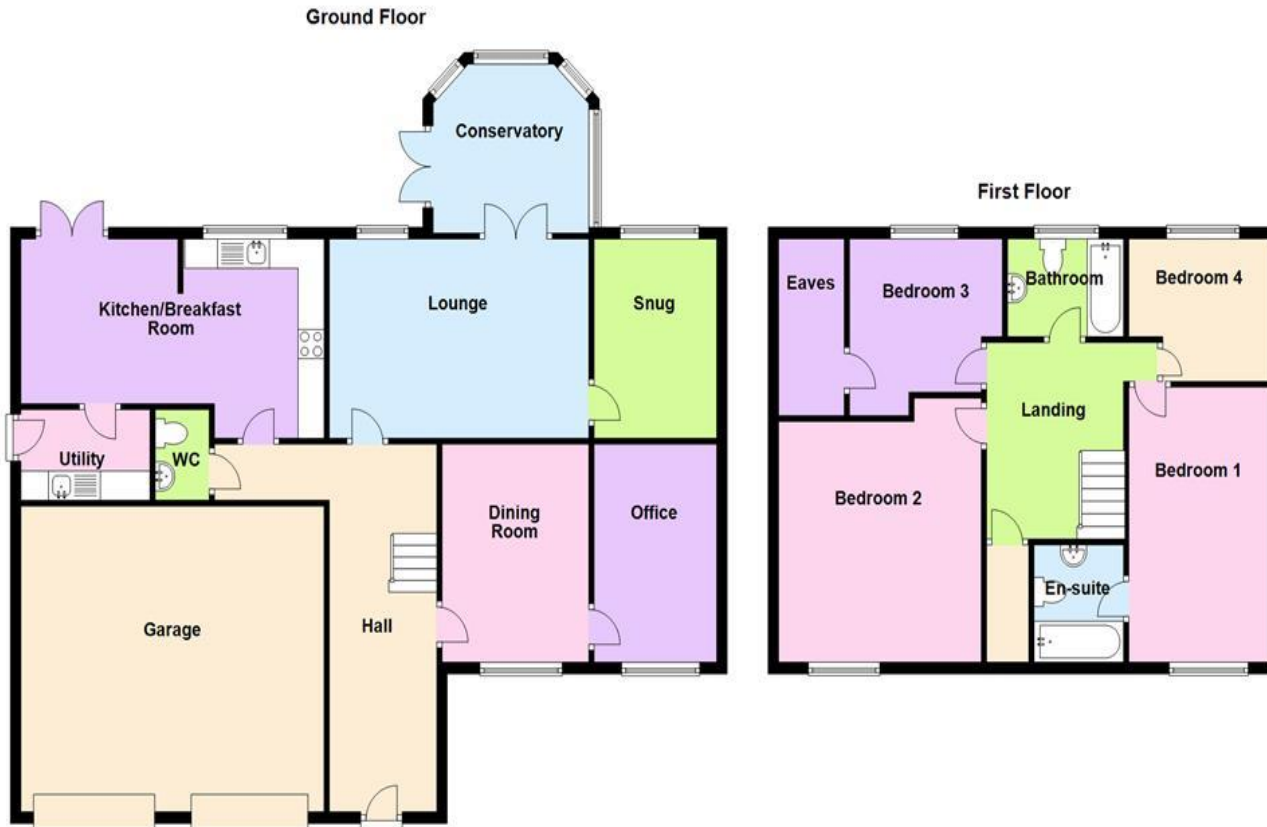 Ground Floor
Conservatory
Kitchen/Breakfast
Room
Lounge
Snug
Utility
WC
Dining
Room
Office
Garage
Hall
First Floor
Eaves
Bedroom 3
Bathroom
Bedroom 4
Landing
Bedroom 2
Bedroom 1
En-suite